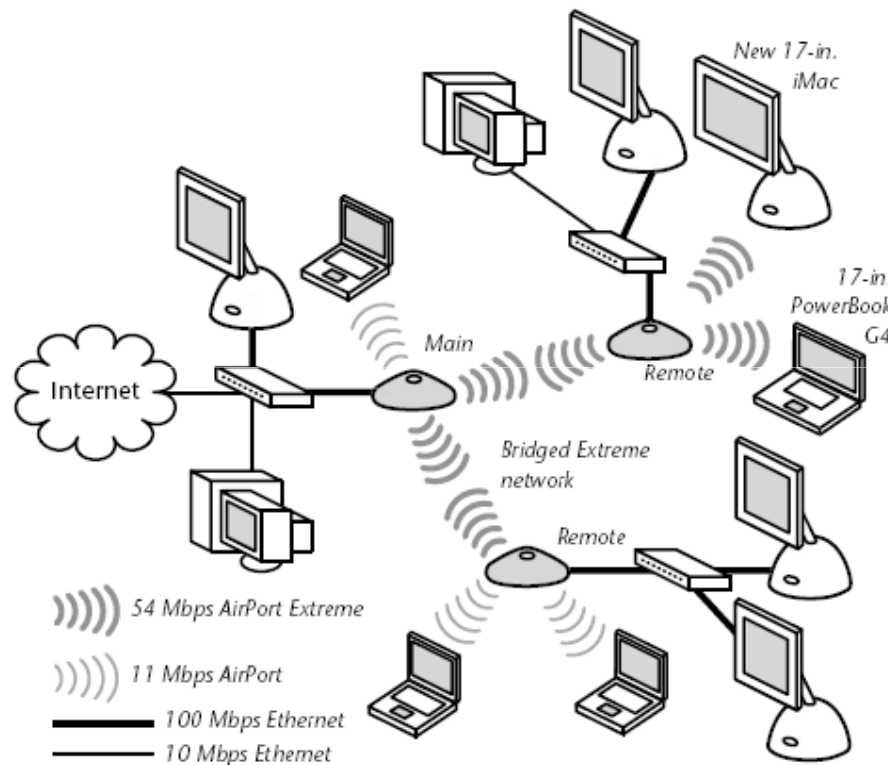 New 17-in.
iMac
17-in.
PowerBook
G4
Main
Internet
Remote
Bridged Extreme
network
Remote
54 Mbps AirPort Extreme
11 Mbps AirPort
100 Mbps Ethernet
10 Mbps Ethernet